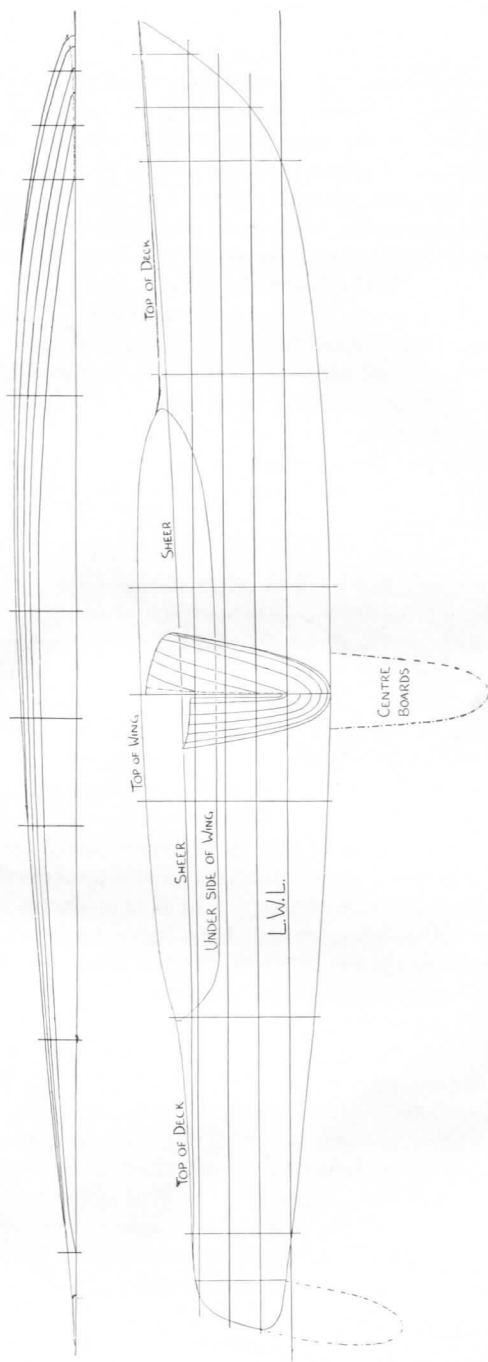 TOP OF DECK
SHEER
TOP OF WING
SHEER
UNDER SIDE OF WING
L.W.L.
CENTRE
BOARDS
TOP OF DECK